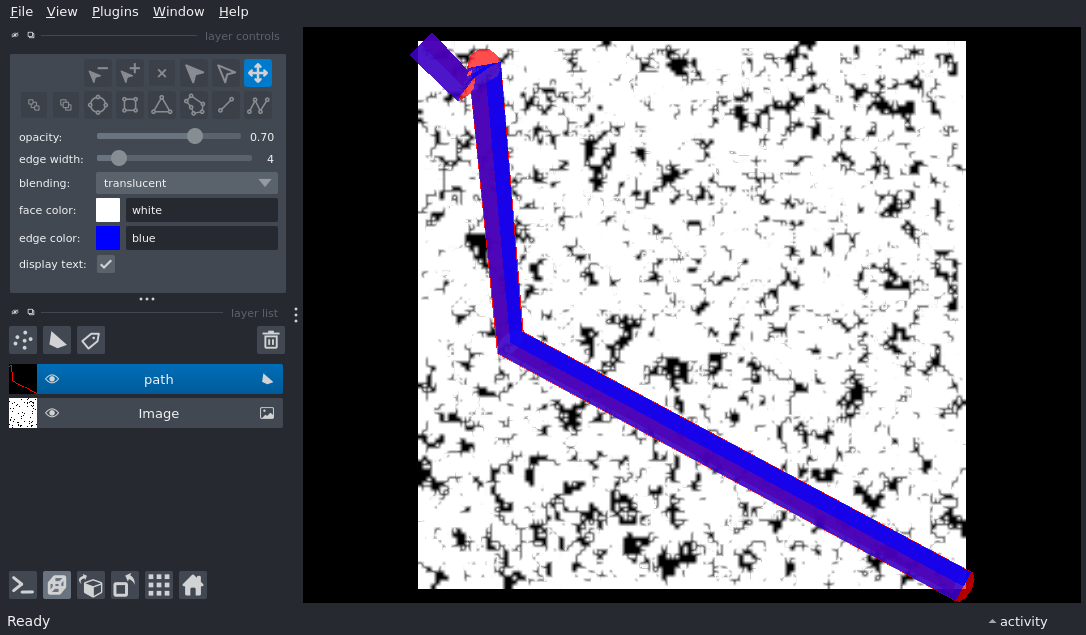 File View Plugins Window Help
layer controls
opacity: 0.70
edge width: 4
blending: translucent
face color: white
edge color: blue
display text:
layer list
path
Image
Ready
activity